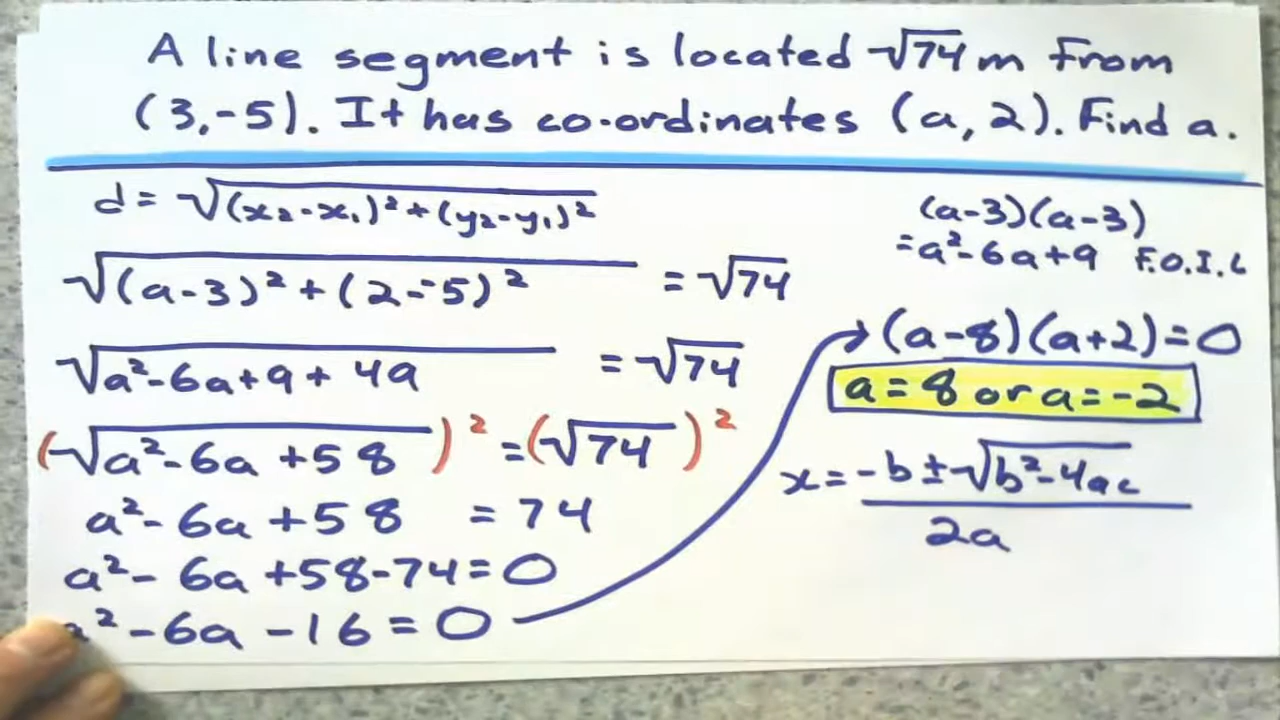 A line segment is located √74 m from
(3,-5). It has co-ordinates (a, 2). Find a.
d = √(x₂-x₁)² + (y₂-y₁)²
√(a-3)² + (2--5)² = √74
√a²-6a+9 + 49 = √74
(√a²-6a+58)² = (√74)²
a²-6a+58 = 74
a²- 6a +58-74=0
a²-6a -16 = 0
(a-3)(a-3)
=a²-6a+9 F.O.I.L
(a-8)(a+2)=0
a = 8 or a = -2
x = -b ± √b²-4ac
2a